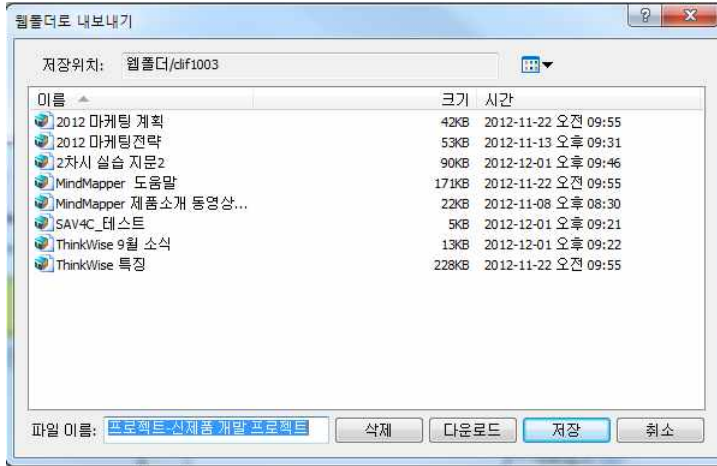 웹폴더로 내보내기
저장위치: 웹폴더/clif1003
이름 크기 시간
2012 마케팅 계획 42KB 2012-11-22 오전 09:55
2012 마케팅전략 53KB 2012-11-13 오후 09:31
2차시 실습 지문2 90KB 2012-12-01 오후 09:46
MindMapper 도움말 171KB 2012-11-22 오전 09:55
MindMapper 제품소개 동영상... 22KB 2012-11-08 오후 08:30
SAV4C_테스트 5KB 2012-12-01 오후 09:21
ThinkWise 9월 소식 13KB 2012-12-01 오후 09:22
ThinkWise 특징 228KB 2012-11-22 오전 09:55
파일 이름: 프로젝트-신제품 개발 프로젝트 삭제 다운로드 저장 취소